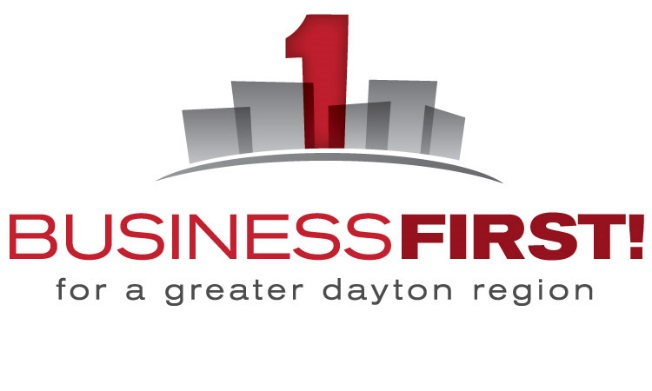 1
BUSINESSFIRST!
for a greater dayton region